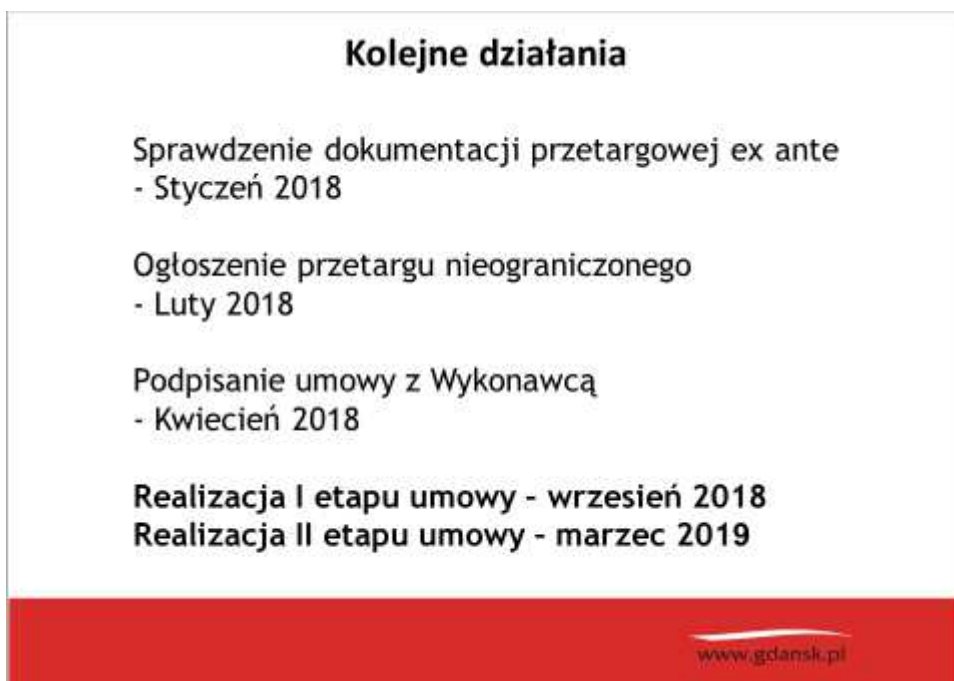 Kolejne działania
Sprawdzenie dokumentacji przetargowej ex ante
- Styczeń 2018
Ogłoszenie przetargu nieograniczonego
- Luty 2018
Podpisanie umowy z Wykonawcą
- Kwiecień 2018
Realizacja I etapu umowy – wrzesień 2018
Realizacja II etapu umowy – marzec 2019
www.gdansk.pl